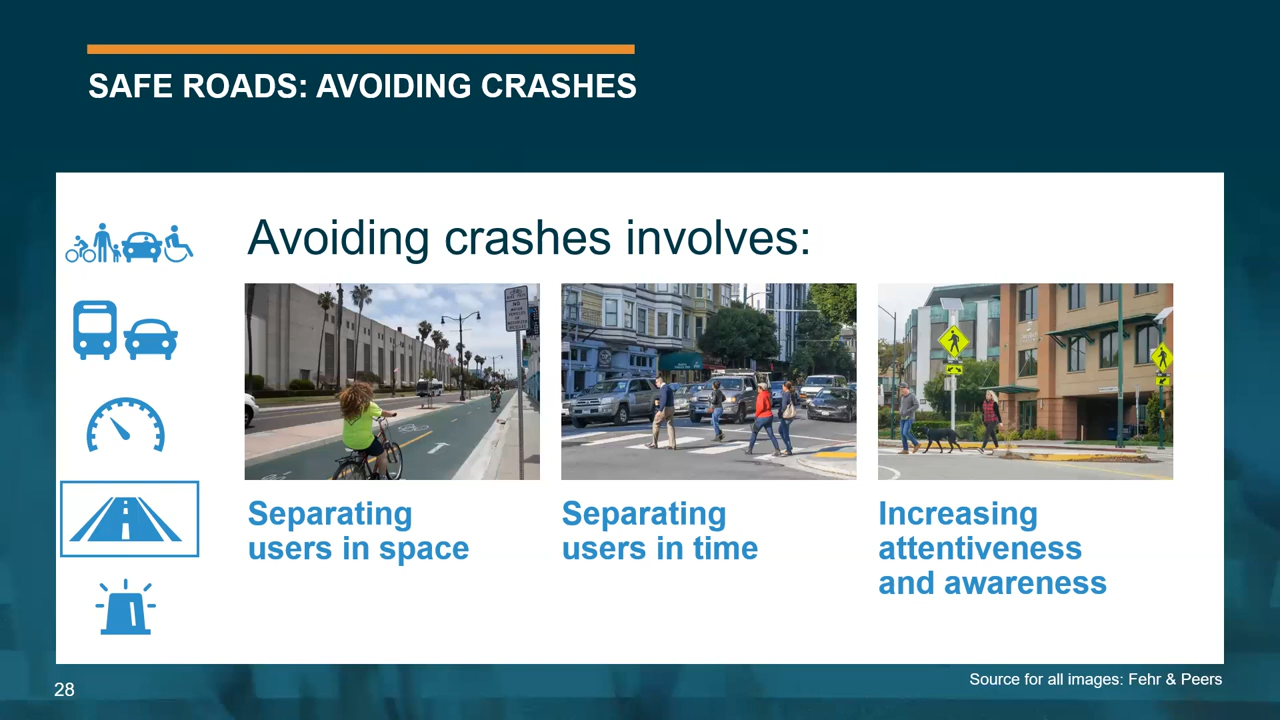 SAFE ROADS: AVOIDING CRASHES
Avoiding crashes involves:
Separating
users in space
Separating
users in time
Increasing
attentiveness
and awareness
28
Source for all images: Fehr & Peers